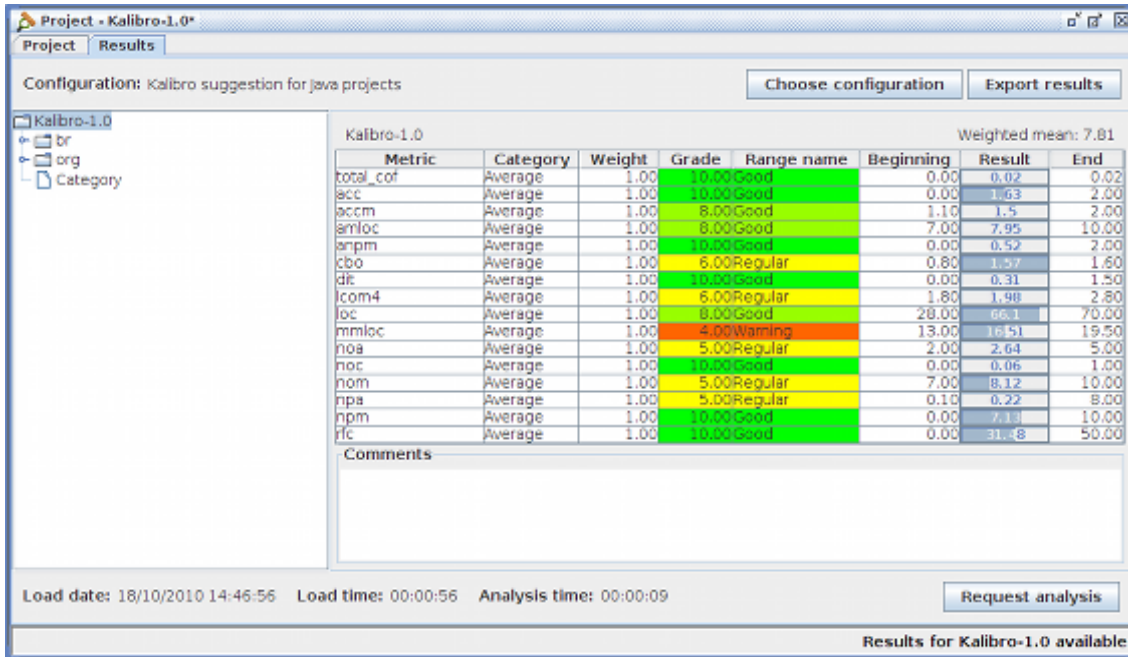 Project - Kalibro-1.0*
Project Results
Configuration: Kalibro suggestion for Java projects Choose configuration Export results
Kalibro-1.0
br
org
Category
Kalibro-1.0 Weighted mean: 7.81
Metric Category Weight Grade Range name Beginning Result End
total_cof Average 1.00 10.00 Good 0.00 0.02 0.02
acc Average 1.00 10.00 Good 0.00 1.63 2.00
accm Average 1.00 8.00 Good 1.10 1.5 2.00
amloc Average 1.00 8.00 Good 7.00 7.95 10.00
anpm Average 1.00 10.00 Good 0.00 0.52 2.00
cbo Average 1.00 6.00 Regular 0.80 1.57 1.60
dit Average 1.00 10.00 Good 0.00 0.31 1.50
lcom4 Average 1.00 6.00 Regular 1.80 1.98 2.80
loc Average 1.00 8.00 Good 28.00 66.1 70.00
mmloc Average 1.00 4.00 Warning 13.00 16.51 19.50
noa Average 1.00 5.00 Regular 2.00 2.64 5.00
noc Average 1.00 10.00 Good 0.00 0.06 1.00
nom Average 1.00 5.00 Regular 7.00 8.12 10.00
npa Average 1.00 5.00 Regular 0.10 0.22 8.00
npm Average 1.00 10.00 Good 0.00 7.13 10.00
rfc Average 1.00 10.00 Good 0.00 50.00
Comments
Load date: 18/10/2010 14:46:56 Load time: 00:00:56 Analysis time: 00:00:09 Request analysis
Results for Kalibro-1.0 available